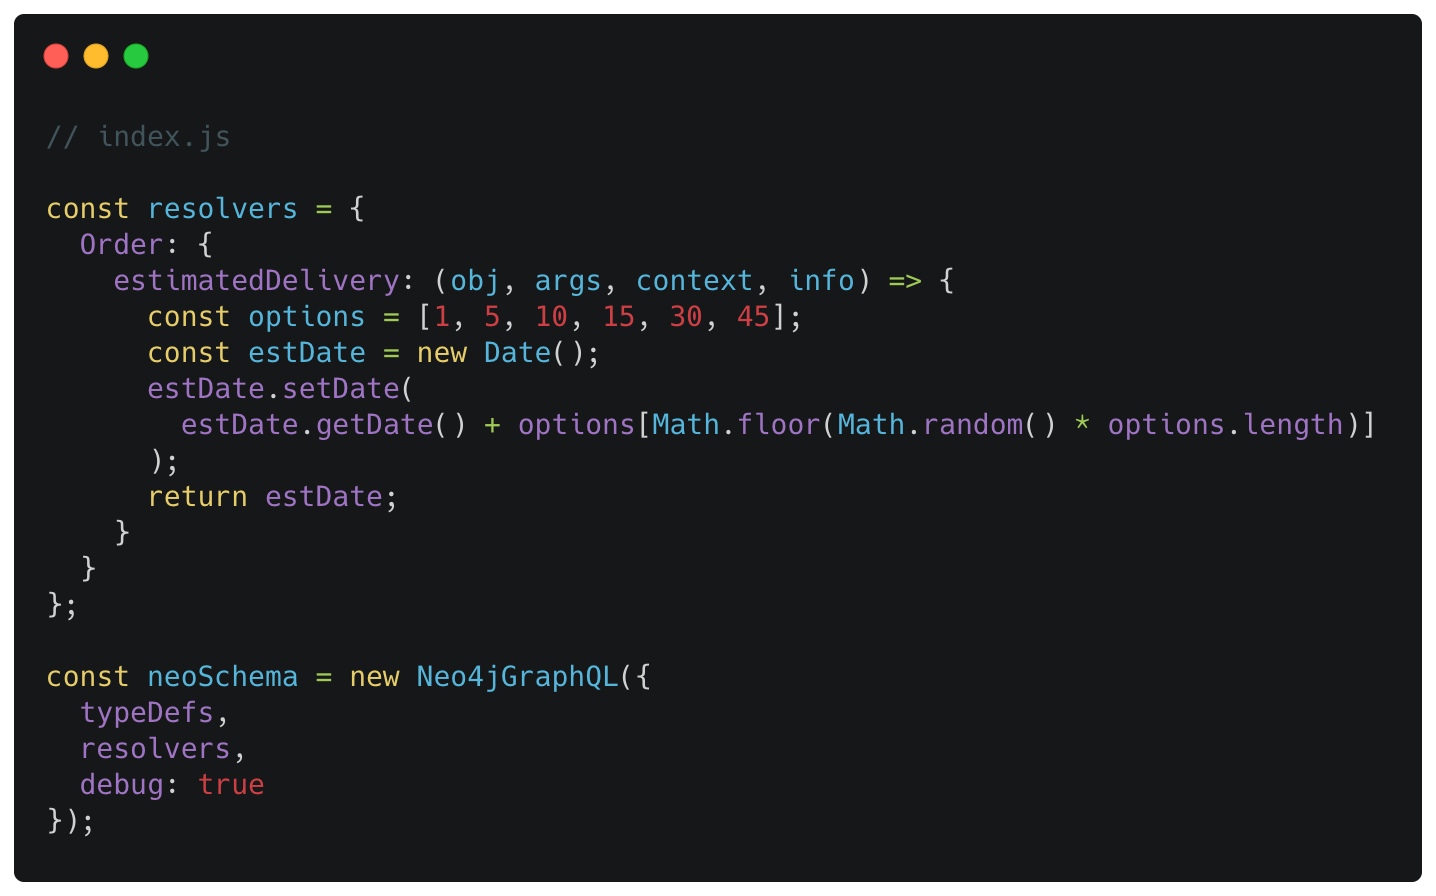 // index.js

const resolvers = {
  Order: {
    estimatedDelivery: (obj, args, context, info) => {
      const options = [1, 5, 10, 15, 30, 45];
      const estDate = new Date();
      estDate.setDate(
        estDate.getDate() + options[Math.floor(Math.random() * options.length)]
      );
      return estDate;
    }
  }
};

const neoSchema = new Neo4jGraphQL({
  typeDefs,
  resolvers,
  debug: true
});